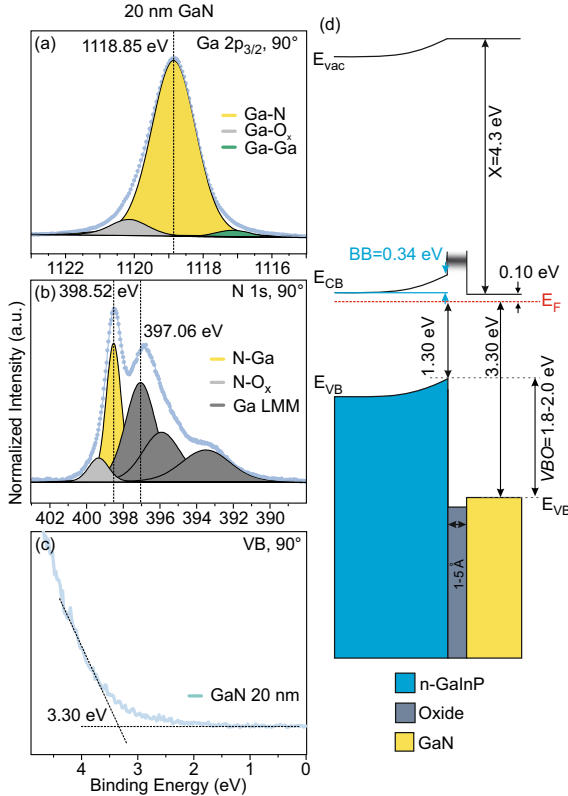 20 nm GaN
(a)
1118.85 eV
Ga 2p3/2, 90°
Ga-N
Ga-Ox
Ga-Ga
1122
1120
1118
1116
(b)
398.52 eV
N 1s, 90°
397.06 eV
N-Ga
N-Ox
Ga LMM
402
400
398
396
394
392
390
Normalized Intensity (a.u.)
(c)
VB, 90°
GaN 20 nm
3.30 eV
4
2
0
Binding Energy (eV)
(d)
Evac
X=4.3 eV
BB=0.34 eV
ECB
0.10 eV
EF
1.30 eV
3.30 eV
EVB
VBO=1.8-2.0 eV
EVB
1-5 Å
n-GaInP
Oxide
GaN